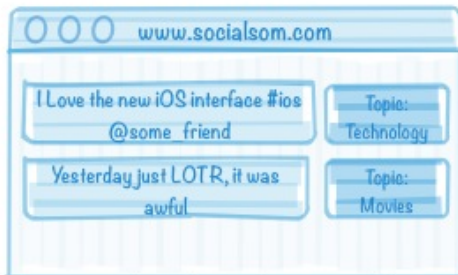 www.socialsom.com
I Love the new iOS interface #ios
@some_friend
Topic:
Technology
Yesterday just LOTR, it was
awful
Topic:
Movies